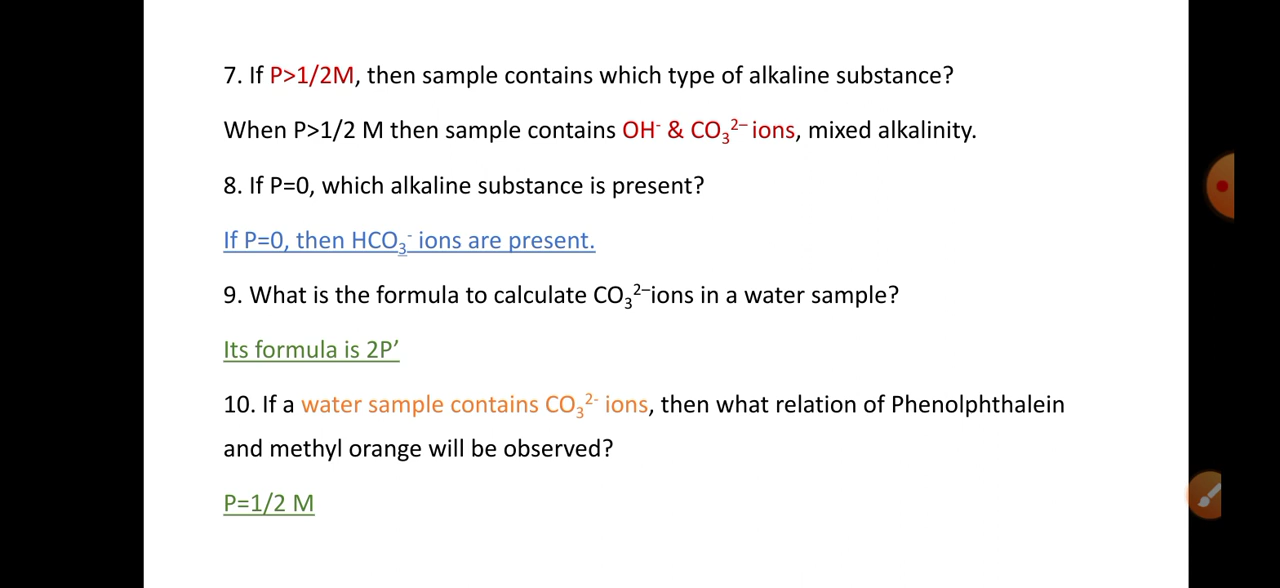 7. If P>1/2M, then sample contains which type of alkaline substance?
When P>1/2 M then sample contains OH⁻ & CO₃²⁻ ions, mixed alkalinity.
8. If P=0, which alkaline substance is present?
If P=0, then HCO₃⁻ ions are present.
9. What is the formula to calculate CO₃²⁻ions in a water sample?
Its formula is 2P’
10. If a water sample contains CO₃²⁻ ions, then what relation of Phenolphthalein
and methyl orange will be observed?
P=1/2 M